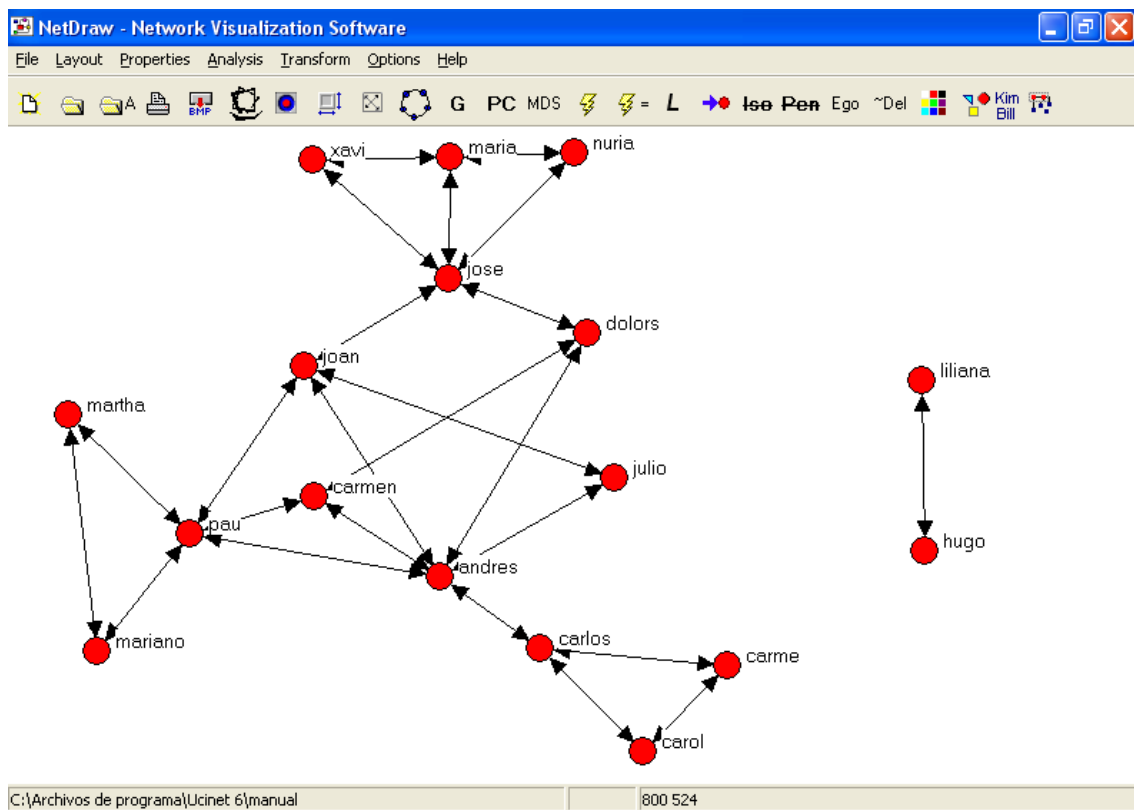 NetDraw - Network Visualization Software
File Layout Properties Analysis Transform Options Help
A BMP G PC MDS = L Iso Pen Ego ~Del Kim Bill
xavi maria nuria
jose
dolors
joan
liliana
martha
julio
carmen
pau
hugo
andres
mariano
carlos
carme
carol
C:\Archivos de programa\Ucinet 6\manual 800 524